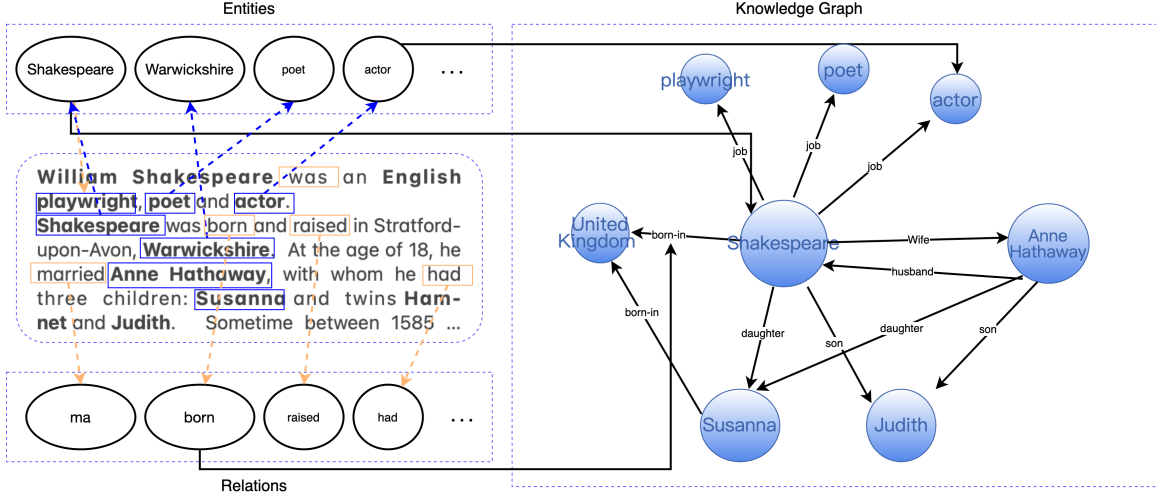 Entities
Knowledge Graph
Shakespeare
Warwickshire
poet
actor
...
William Shakespeare was an English
playwright, poet and actor.
Shakespeare was born and raised in Stratford-
upon-Avon, Warwickshire. At the age of 18, he
married Anne Hathaway, with whom he had
three children: Susanna and twins Ham-
net and Judith. Sometime between 1585 ...
ma
born
raised
had
...
Relations
playwright
poet
actor
job
job
job
United
Kingdom
born-in
Shakespeare
Wife
husband
Anne
Hathaway
born-in
daughter
son
daughter
son
Susanna
Judith